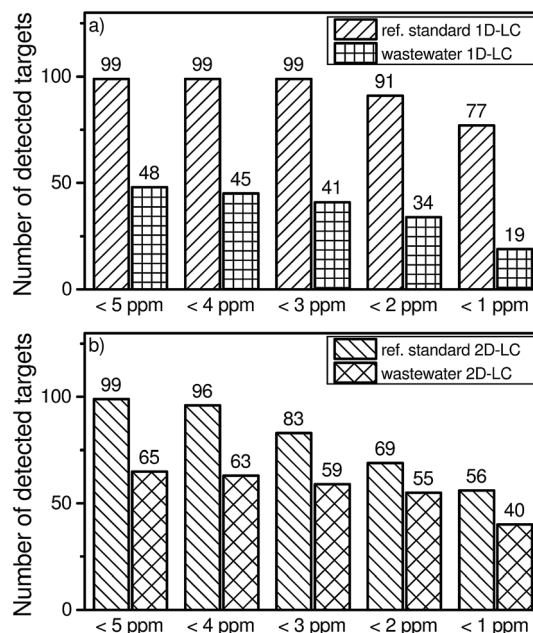 a)
ref. standard 1D-LC
wastewater 1D-LC
Number of detected targets
100
50
0
99 99 99 91 77
48 45 41 34 19
< 5 ppm < 4 ppm < 3 ppm < 2 ppm < 1 ppm
b)
ref. standard 2D-LC
wastewater 2D-LC
Number of detected targets
100
50
0
99 96 83 69 56
65 63 59 55 40
< 5 ppm < 4 ppm < 3 ppm < 2 ppm < 1 ppm